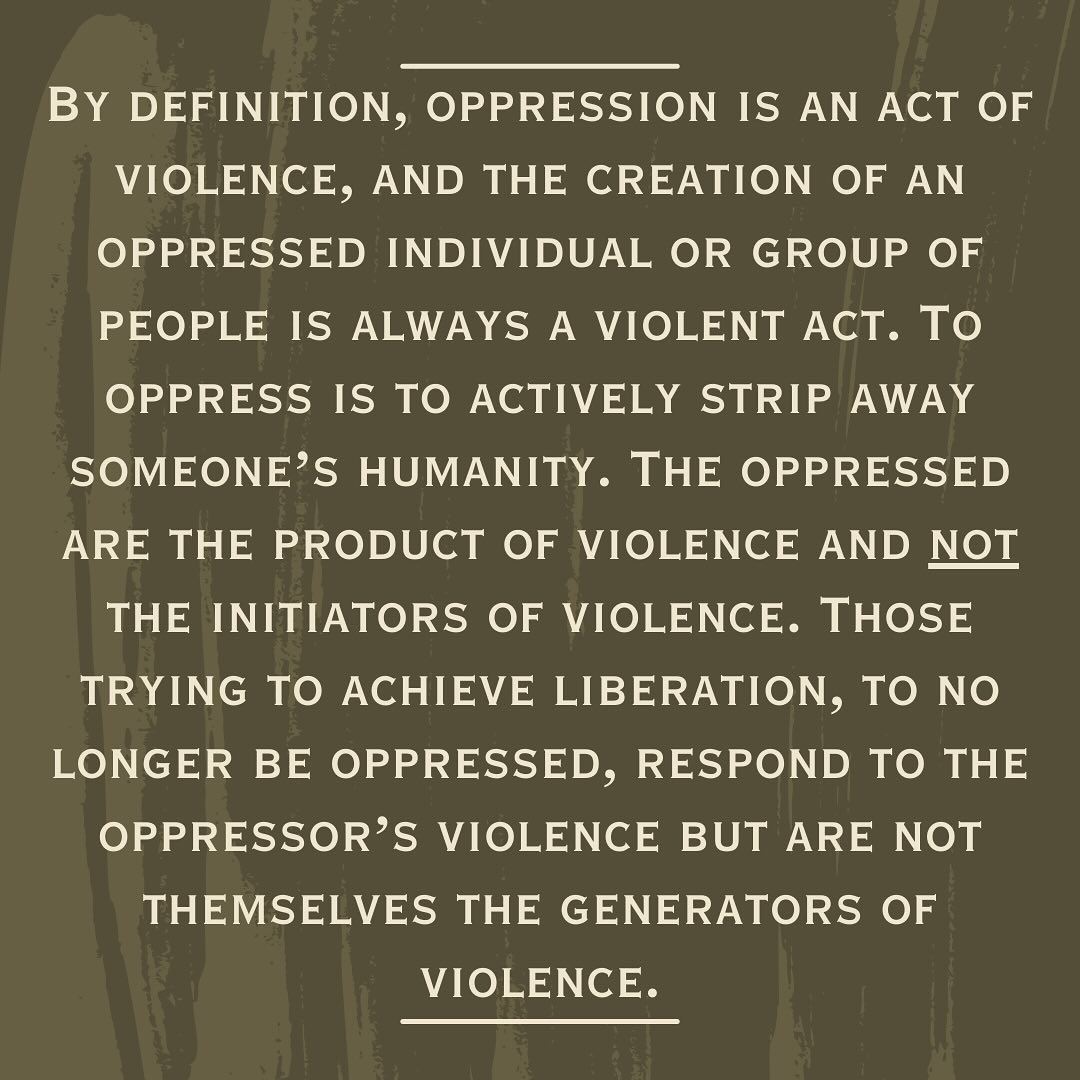 By definition, oppression is an act of
violence, and the creation of an
oppressed individual or group of
people is always a violent act. To
oppress is to actively strip away
someone’s humanity. The oppressed
are the product of violence and not
the initiators of violence. Those
trying to achieve liberation, to no
longer be oppressed, respond to the
oppressor’s violence but are not
themselves the generators of
violence.